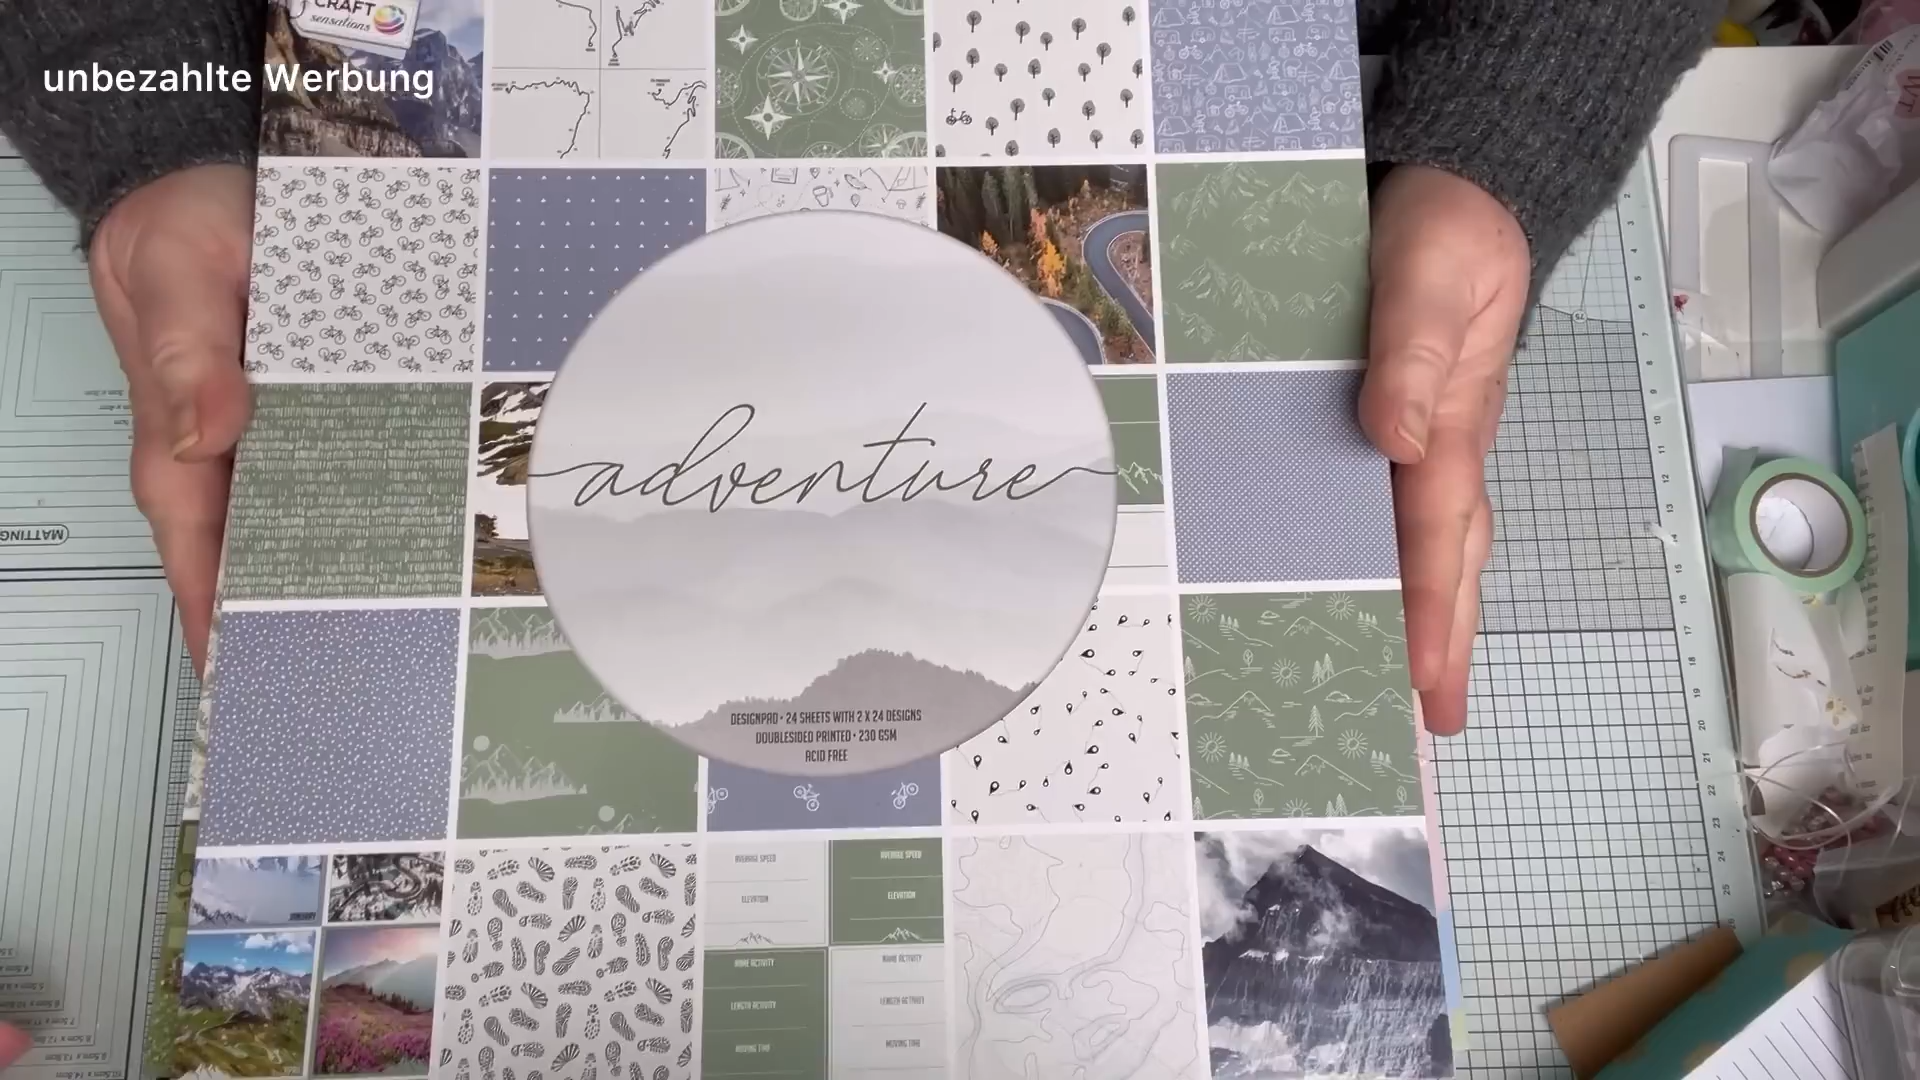 CRAFT
sensations
unbezahlte Werbung
adventure
MATTING
DESIGNPAD • 24 SHEETS WITH 2 X 24 DESIGNS
DOUBLESIDED PRINTED • 230 GSM
ACID FREE
AVERAGE SPEED
AVERAGE SPEED
ELEVATION
ELEVATION
JANUARY
NAME ACTIVITY
NAME ACTIVITY
LENGTH ACTIVITY
LENGTH ACTIVITY
MOVING TIME
MOVING TIME